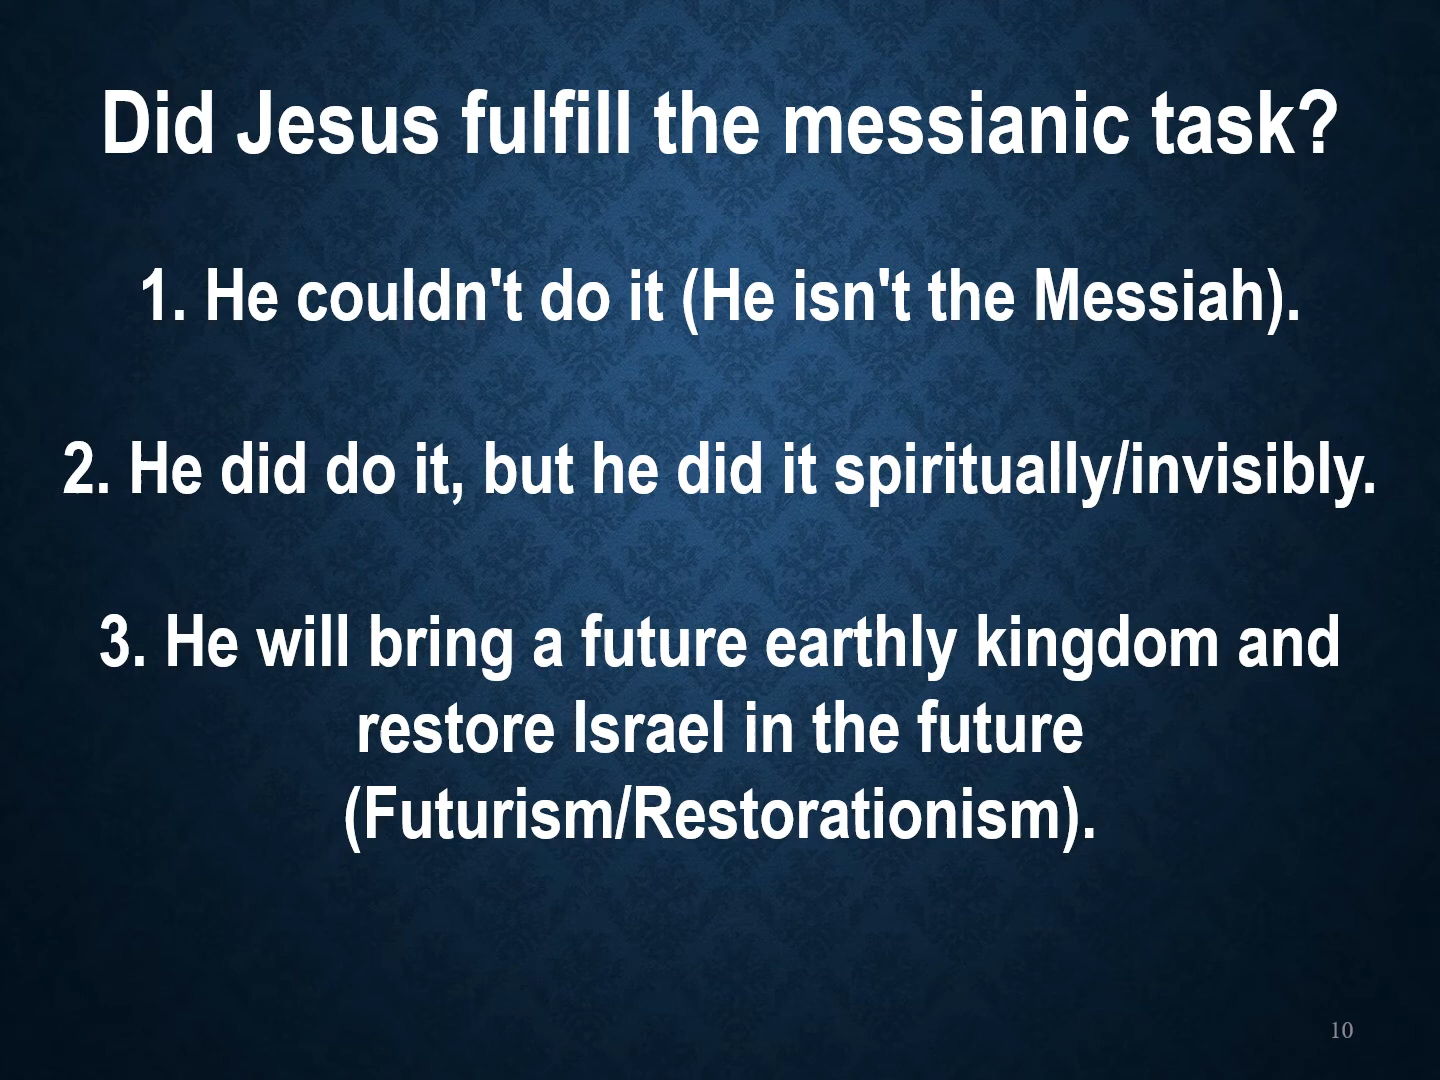 Did Jesus fulfill the messianic task?
1. He couldn't do it (He isn't the Messiah).
2. He did do it, but he did it spiritually/invisibly.
3. He will bring a future earthly kingdom and
restore Israel in the future
(Futurism/Restorationism).
10